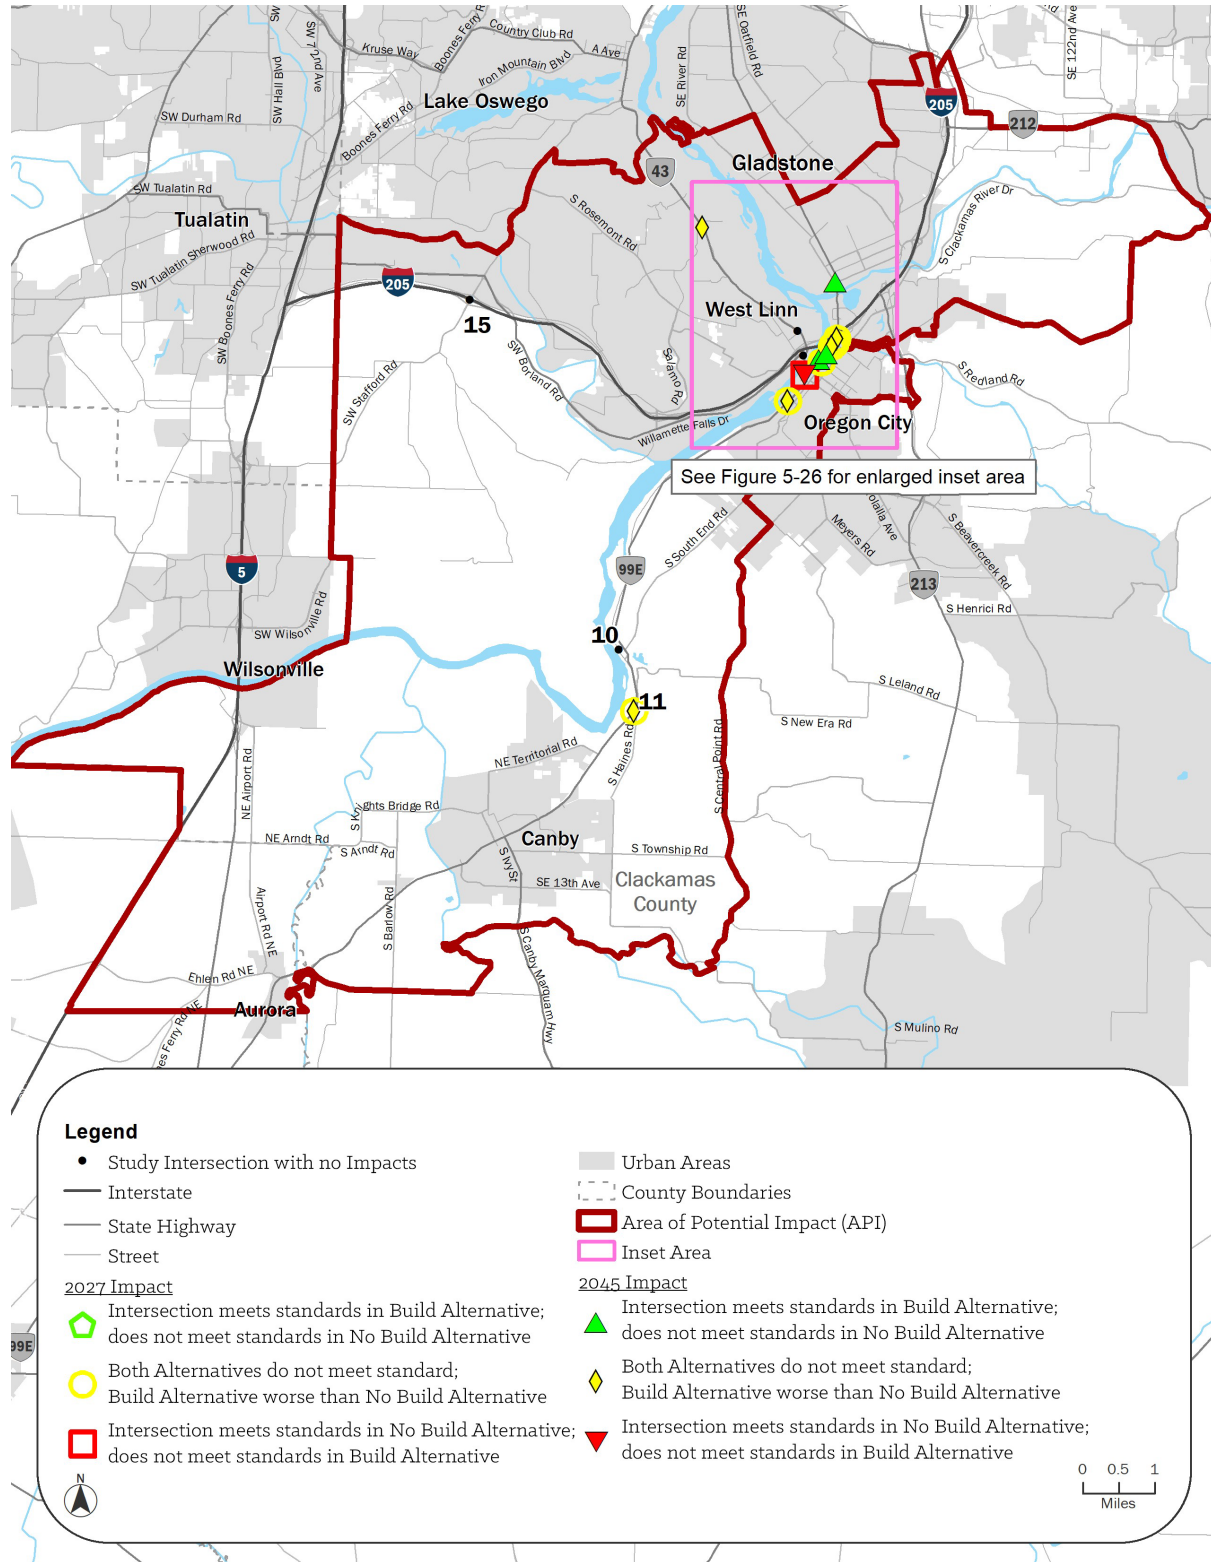 SW 72nd Ave
SW Hall Blvd
Kruse Way
Boones Ferry R
Country Club Rd
A Ave
Iron Mountain Blvd
SE River Rd
SE Oatfield Rd
SE 122nd Ave
Lake Oswego
SW Durham Rd
Boones Ferry Rd
205
212
Gladstone
43
SW Tualatin Rd
Tualatin
S Rosemont Rd
S Clackamas River Dr
SW Tualatin Sherwood Rd
SW Boones Ferry Rd
205
15
West Linn
SW Borland Rd
Salamo Rd
SW Stafford Rd
S Redland Rd
Willamette Falls Dr
Oregon City
See Figure 5-26 for enlarged inset area
S South End Rd
Meyers Rd
olalla Ave
S Beavercreek Rd
5
99E
213
S Henrici Rd
SW Wilsonville Rd
10
Wilsonville
S Leland Rd
11
S New Era Rd
NE Airport Rd
NE Territorial Rd
S Haines Rd
S Central Point Rd
S Knights Bridge Rd
NE Arndt Rd
S Arndt Rd
Canby
S Township Rd
S Ivy St
SE 13th Ave
Clackamas
County
Airport Rd NE
S Barlow Rd
S Canby Marquam Hwy
Ehlen Rd NE
Aurora
nes Ferry Rd NE
S Mulino Rd
Legend
Study Intersection with no Impacts
Interstate
State Highway
Street
2027 Impact
Intersection meets standards in Build Alternative;
does not meet standards in No Build Alternative
Both Alternatives do not meet standard;
Build Alternative worse than No Build Alternative
Intersection meets standards in No Build Alternative;
does not meet standards in Build Alternative
Urban Areas
County Boundaries
Area of Potential Impact (API)
Inset Area
2045 Impact
Intersection meets standards in Build Alternative;
does not meet standards in No Build Alternative
Both Alternatives do not meet standard;
Build Alternative worse than No Build Alternative
Intersection meets standards in No Build Alternative;
does not meet standards in Build Alternative
99E
N
0 0.5 1
Miles